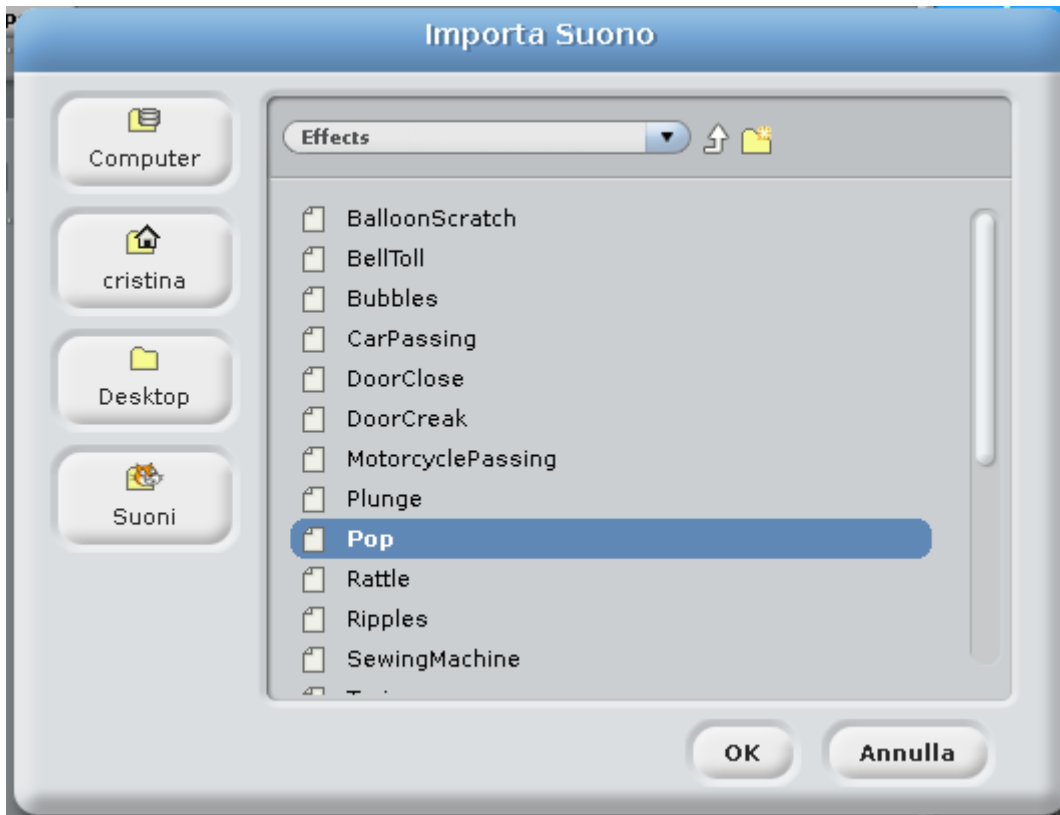 Importa Suono
Computer
cristina
Desktop
Suoni
Effects
BalloonScratch
BellToll
Bubbles
CarPassing
DoorClose
DoorCreak
MotorcyclePassing
Plunge
Pop
Rattle
Ripples
SewingMachine
OK
Annulla